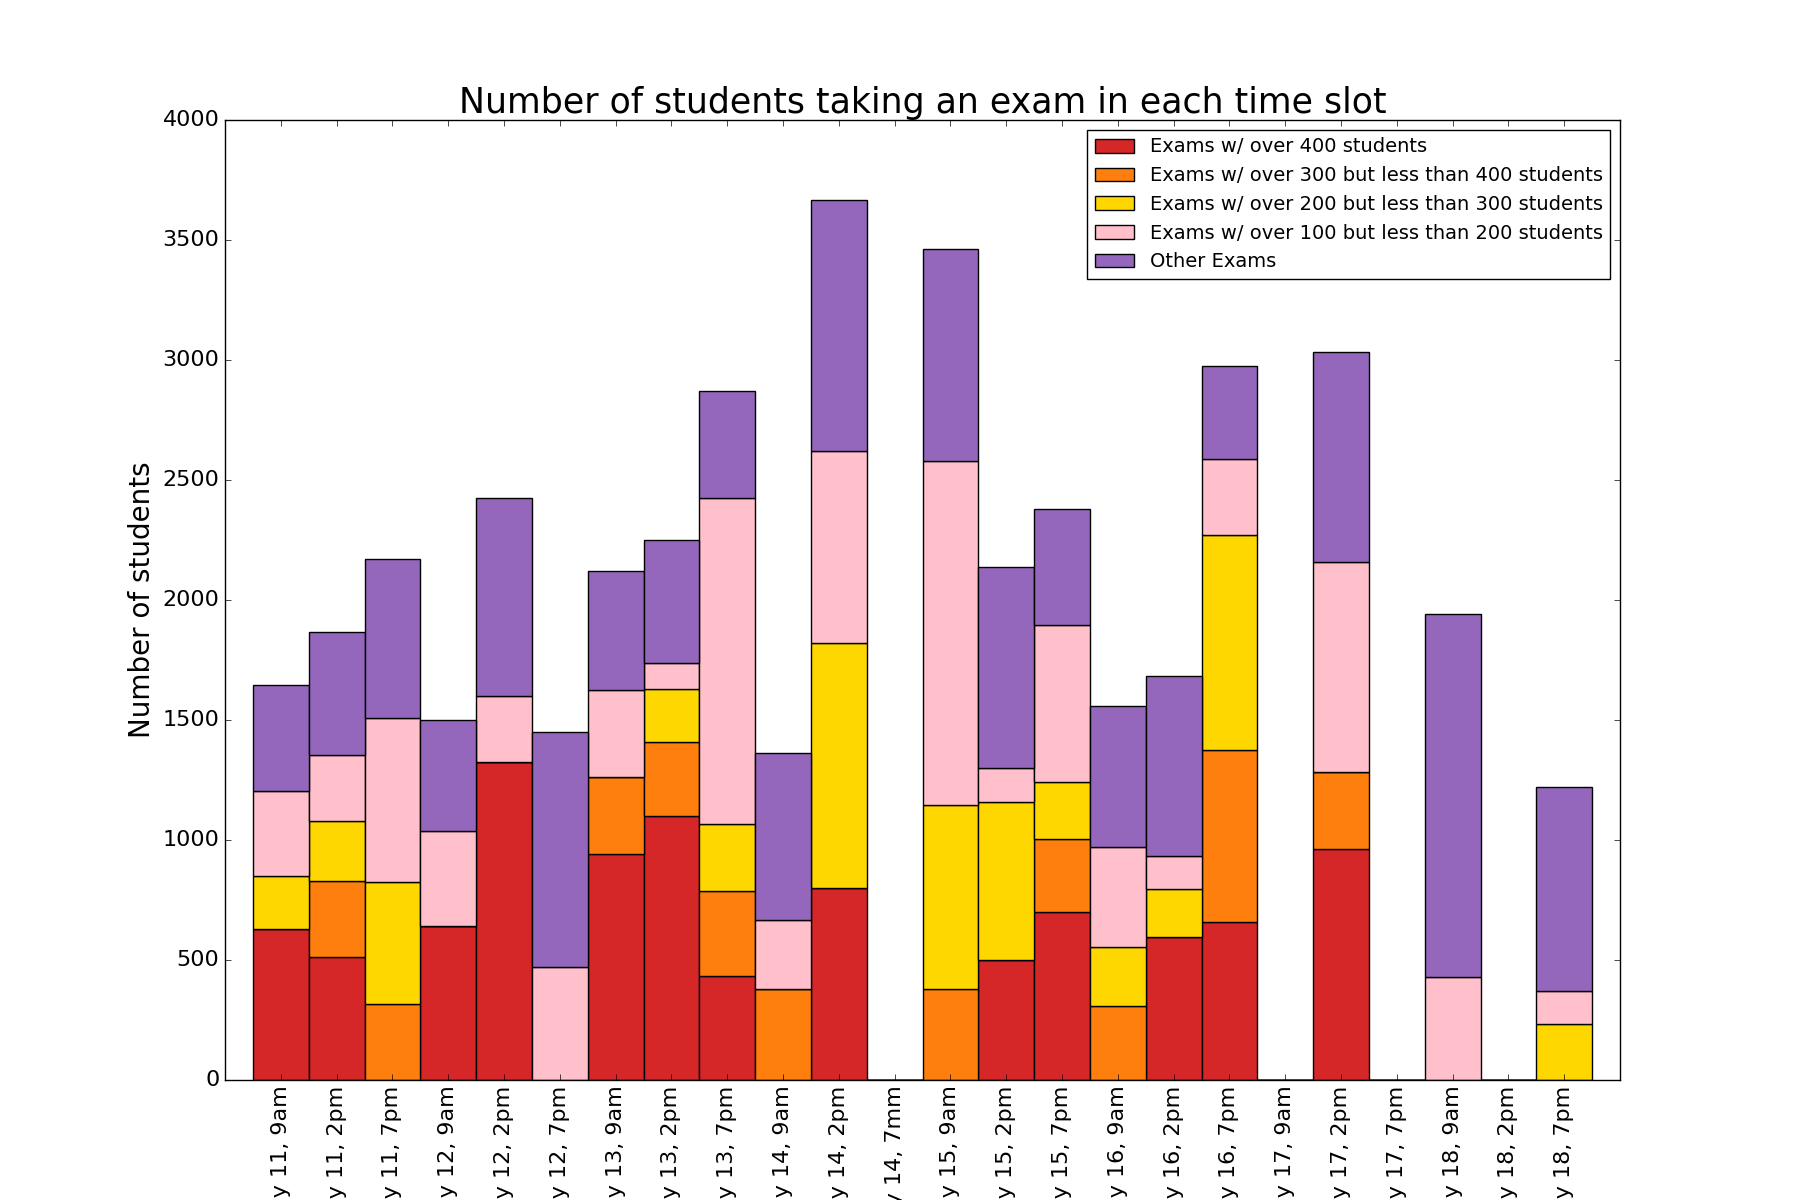 Number of students taking an exam in each time slot
Exams w/ over 400 students
Exams w/ over 300 but less than 400 students
Exams w/ over 200 but less than 300 students
Exams w/ over 100 but less than 200 students
Other Exams
Number of students
4000
3500
3000
2500
2000
1500
1000
500
0
y 11, 9am
y 11, 2pm
y 11, 7pm
y 12, 9am
y 12, 2pm
y 12, 7pm
y 13, 9am
y 13, 2pm
y 13, 7pm
y 14, 9am
y 14, 2pm
y 14, 7mm
y 15, 9am
y 15, 2pm
y 15, 7pm
y 16, 9am
y 16, 2pm
y 16, 7pm
y 17, 9am
y 17, 2pm
y 17, 7pm
y 18, 9am
y 18, 2pm
y 18, 7pm